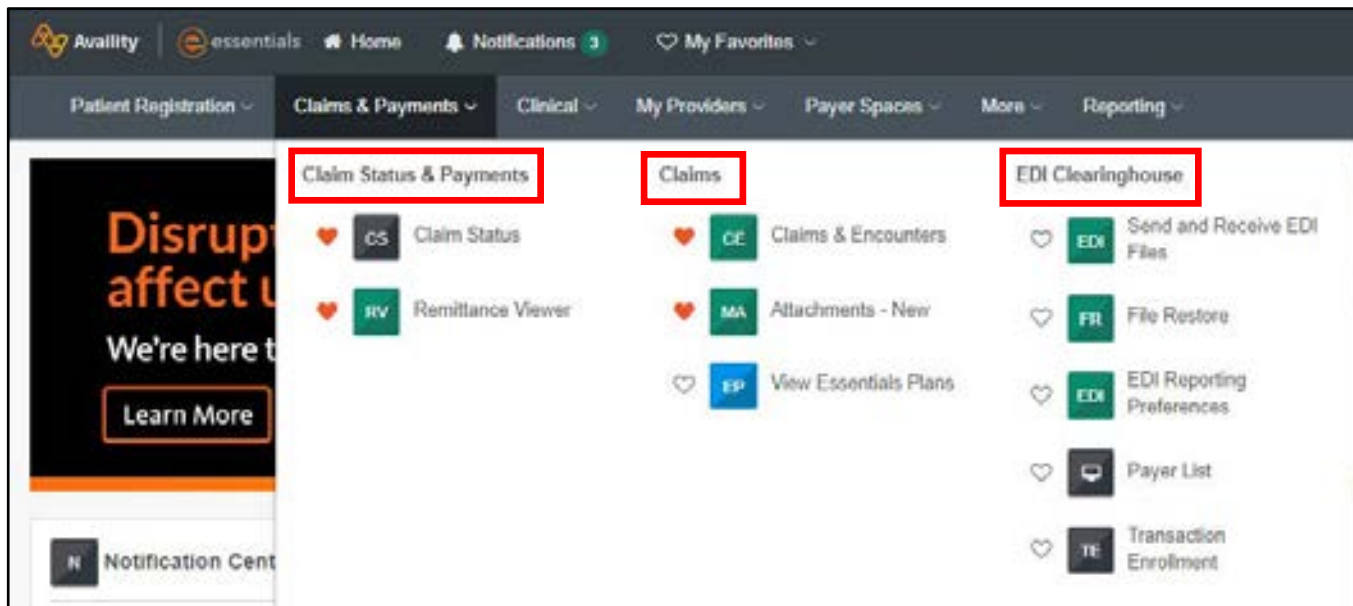 Availity essentials Home Notifications 3 My Favorites
Patient Registration Claims & Payments Clinical My Providers Payer Spaces More Reporting
Claim Status & Payments
CS Claim Status
RV Remittance Viewer
Claims
CE Claims & Encounters
MA Attachments - New
EP View Essentials Plans
EDI Clearinghouse
EDI Send and Receive EDI
Files
FR File Restore
EDI EDI Reporting
Preferences
Payer List
TE Transaction
Enrollment
Disrup
affect u
We're here t
Learn More
N Notification Cent